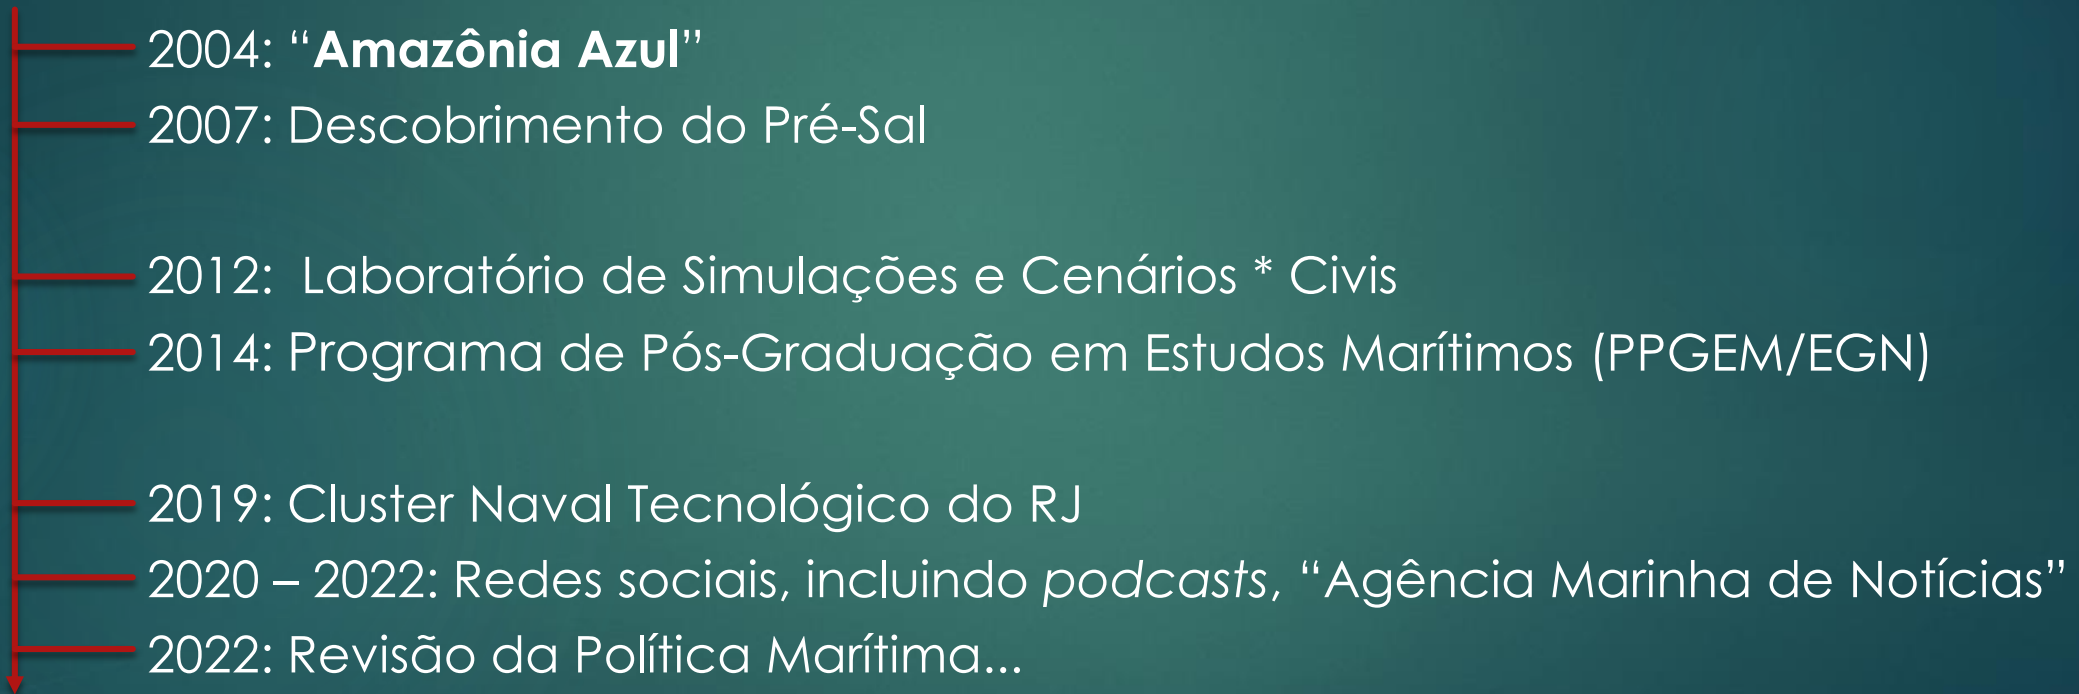 2004: “Amazônia Azul”
2007: Descobrimento do Pré-Sal
2012: Laboratório de Simulações e Cenários * Civis
2014: Programa de Pós-Graduação em Estudos Marítimos (PPGEM/EGN)
2019: Cluster Naval Tecnológico do RJ
2020 – 2022: Redes sociais, incluindo podcasts, “Agência Marinha de Notícias”
2022: Revisão da Política Marítima...